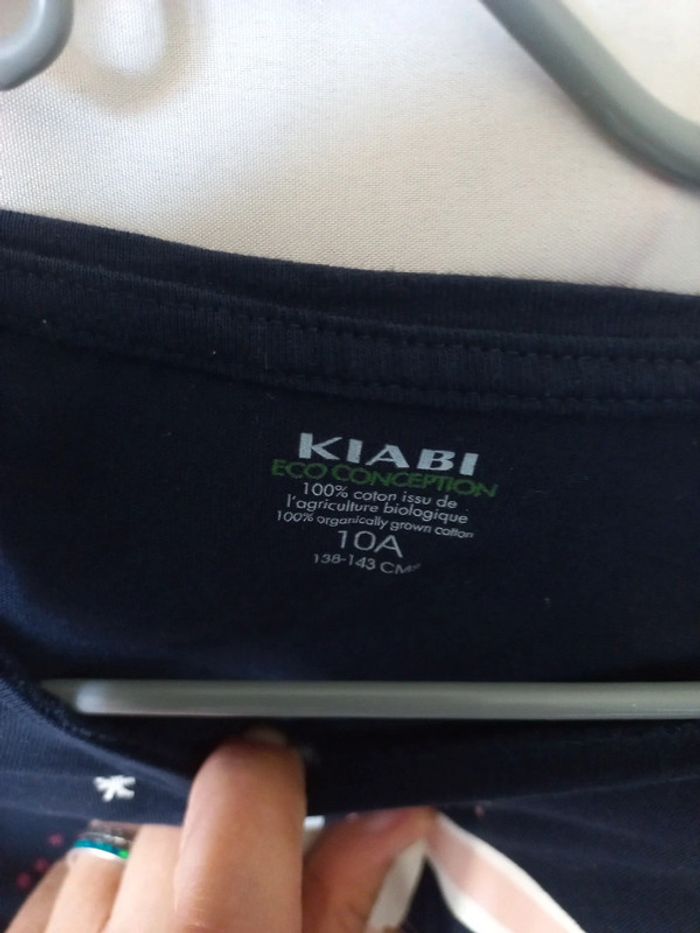 KIABI
ECO CONCEPTION
100% coton issu de
l'agriculture biologique
100% organically grown cotton
10A
138-143 CM